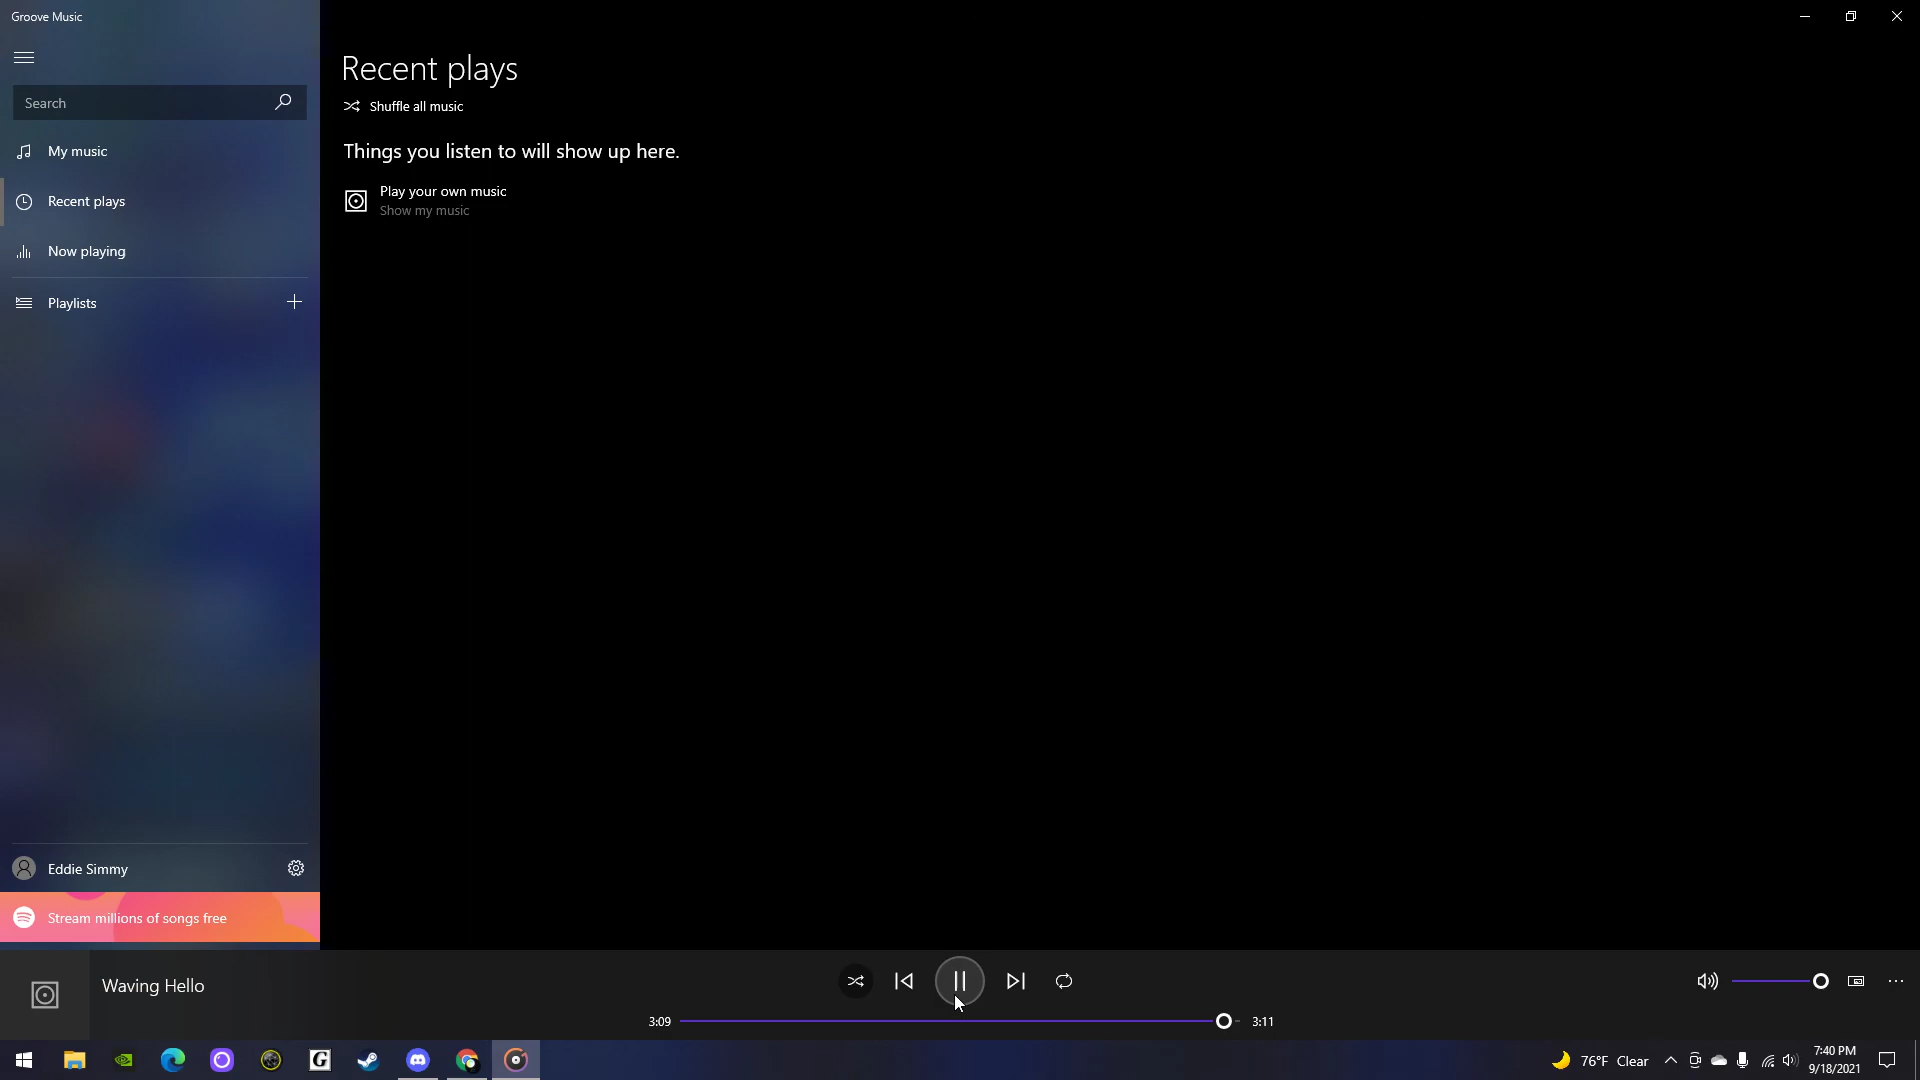 Groove Music
Search
My music
Recent plays
Now playing
Playlists
Eddie Simmy
Stream millions of songs free
Recent plays
Shuffle all music
Things you listen to will show up here.
Play your own music
Show my music
Waving Hello
3:09
3:11
G
76°F Clear
7:40 PM
9/18/2021